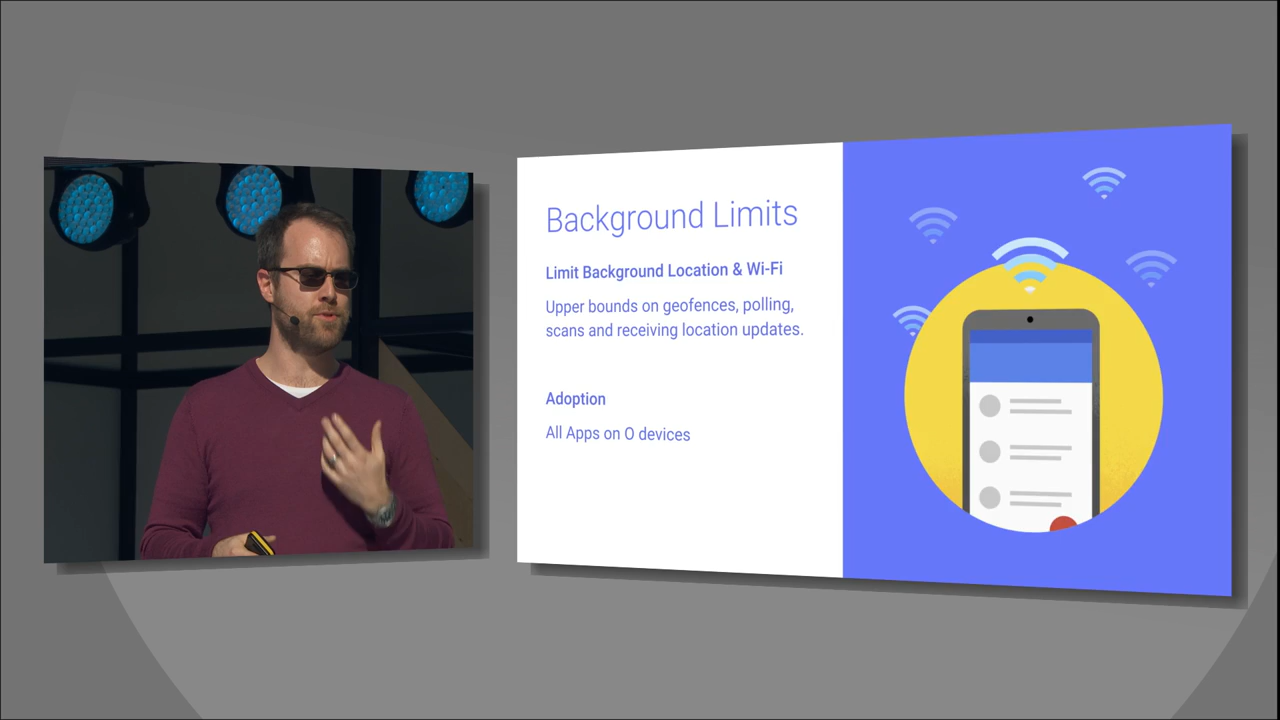 Background Limits
Limit Background Location & Wi-Fi
Upper bounds on geofences, polling,
scans and receiving location updates.
Adoption
All Apps on O devices